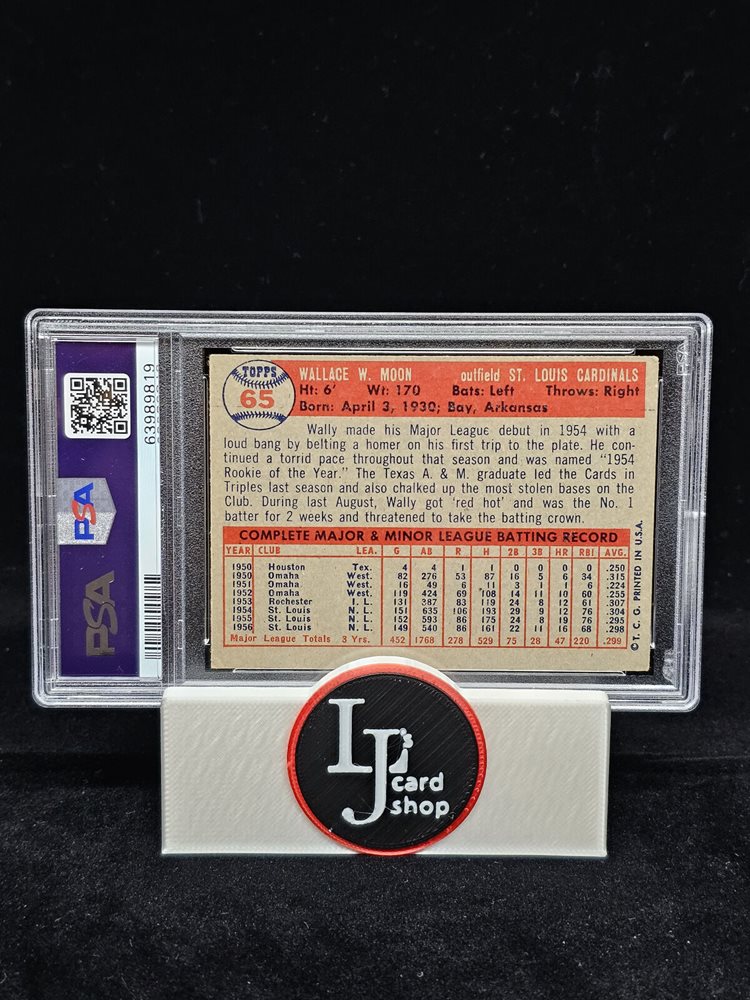 PSA
63989819
PSA
TOPPS
65
WALLACE W. MOON outfield ST. LOUIS CARDINALS
Ht: 6' Wt: 170 Bats: Left Throws: Right
Born: April 3, 1930; Bay, Arkansas
Wally made his Major League debut in 1954 with a
loud bang by belting a homer on his first trip to the plate. He con-
tinued a torrid pace throughout that season and was named "1954
Rookie of the Year." The Texas A. & M. graduate led the Cards in
Triples last season and also chalked up the most stolen bases on the
Club. During last August, Wally got 'red hot' and was the No. 1
batter for 2 weeks and threatened to take the batting crown.
COMPLETE MAJOR & MINOR LEAGUE BATTING RECORD
YEAR CLUB LEA. G AB R H 2B 3B HR RBI AVG.
1950 Houston Tex. 4 4 1 1 0 0 0 0 .250
1950 Omaha West. 82 276 53 87 16 5 6 34 .315
1951 Omaha West. 16 49 6 11 3 1 1 6 .224
1952 Omaha West. 119 424 69 108 14 11 10 60 .255
1953 Rochester I. L. 131 387 83 119 24 8 12 61 .307
1954 St. Louis N. L. 151 635 106 193 29 9 12 76 .304
1955 St. Louis N. L. 152 593 86 175 24 8 19 76 .295
1956 St. Louis N. L. 149 540 86 161 22 11 16 68 .298
Major League Totals 3 Yrs. 452 1768 278 529 75 28 47 220 .299
© T. C. G. PRINTED IN U.S.A.
LJ's
card
shop